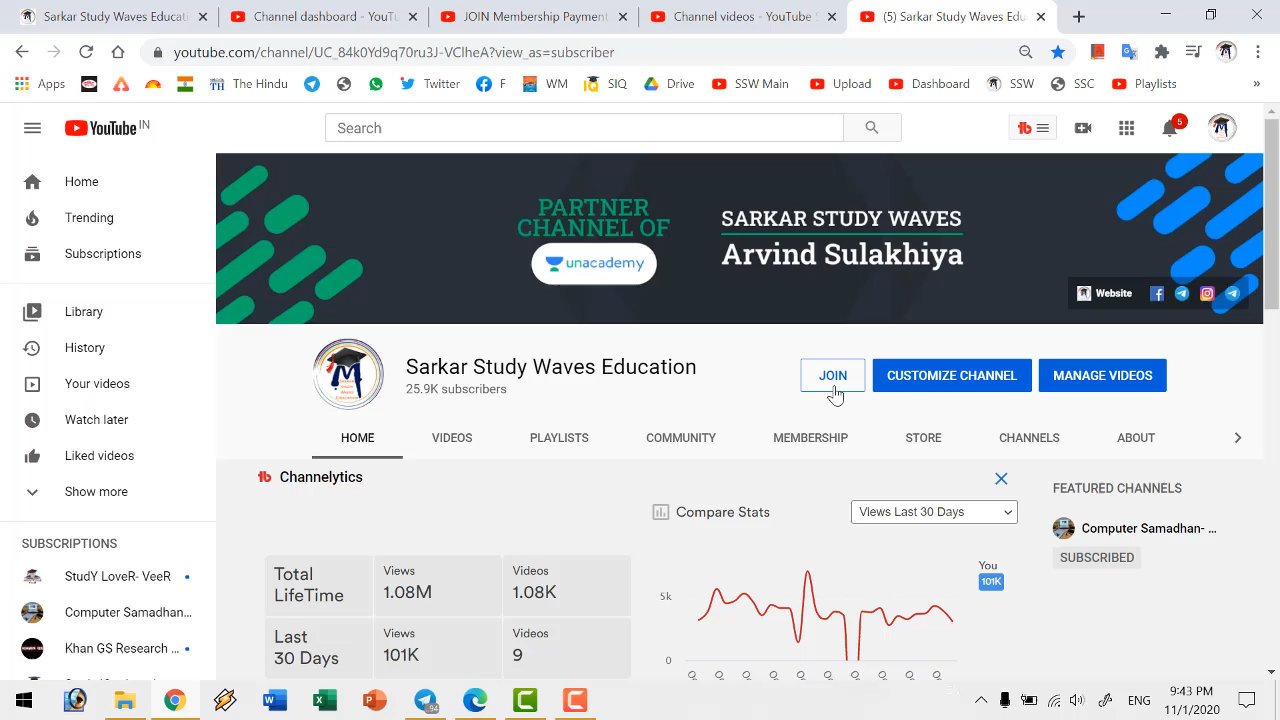 Sarkar Study Waves Educati
Channel dashboard - YouTu
JOIN Membership Payment
Channel videos - YouTube S
(5) Sarkar Study Waves Edu
youtube.com/channel/UC_84k0Yd9q70ru3J-VClheA?view_as=subscriber
Apps The Hindu Twitter F WM SIQ Drive SSW Main Upload Dashboard SSW SSC Playlists »
YouTube IN
Search
5
Home
Trending
Subscriptions
Library
History
Your videos
Watch later
Liked videos
Show more
SUBSCRIPTIONS
StudY LoveR- VeeR
Computer Samadhan...
Khan GS Research ...
PARTNER
CHANNEL OF
unacademy
SARKAR STUDY WAVES
Arvind Sulakhiya
Website
Sarkar Study Waves Education
25.9K subscribers
JOIN CUSTOMIZE CHANNEL MANAGE VIDEOS
HOME VIDEOS PLAYLISTS COMMUNITY MEMBERSHIP STORE CHANNELS ABOUT
Channelytics
Compare Stats
Views Last 30 Days
Total
LifeTime
Views
1.08M
Videos
1.08K
Last
30 Days
Views
101K
Videos
9
5k
0
You
101K
FEATURED CHANNELS
Computer Samadhan- ...
SUBSCRIBED
94
ENG
9:43 PM
11/1/2020